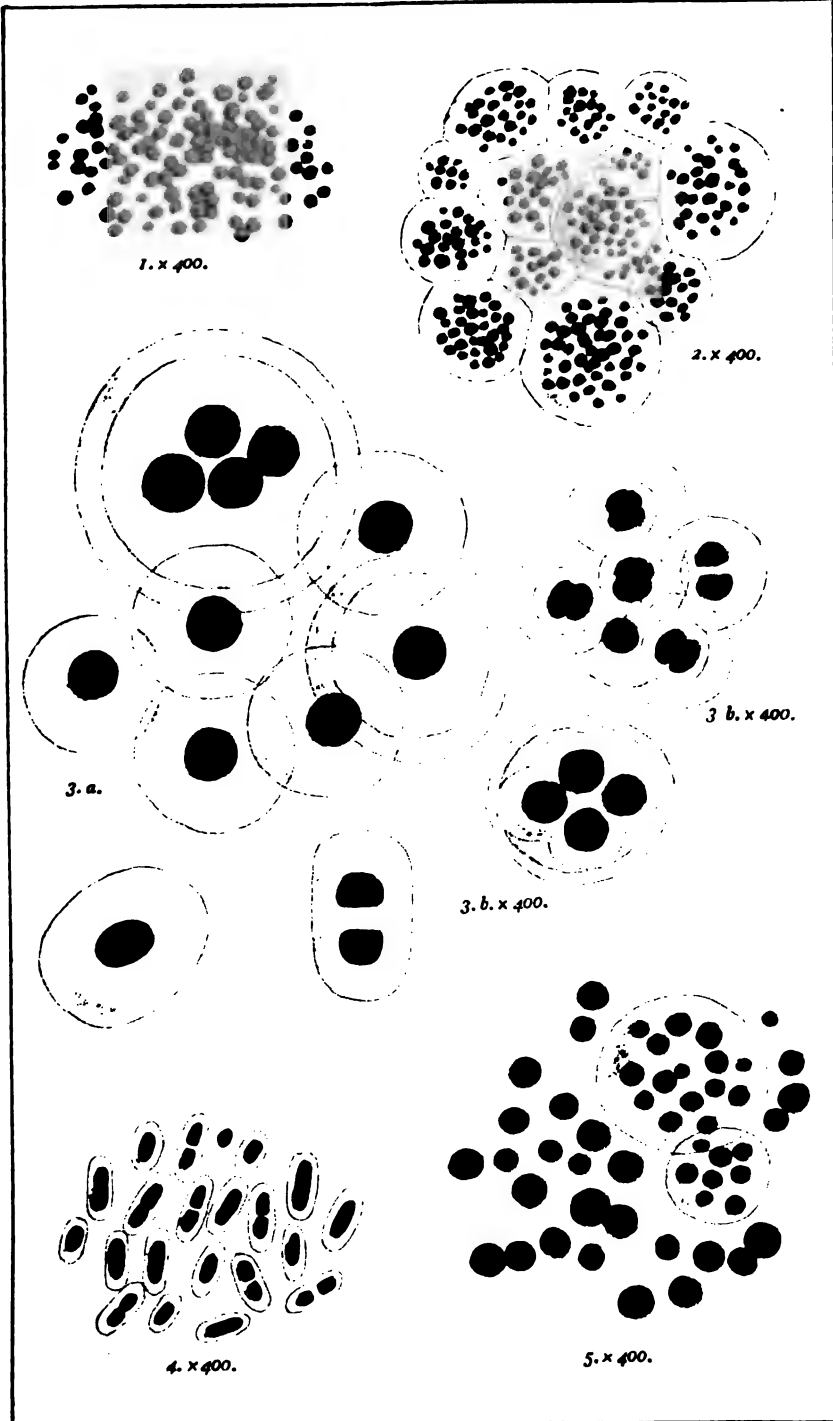 1. × 400.
2. × 400.
3 b. × 400.
3. a.
3. b. × 400.
4. × 400.
5. × 400.